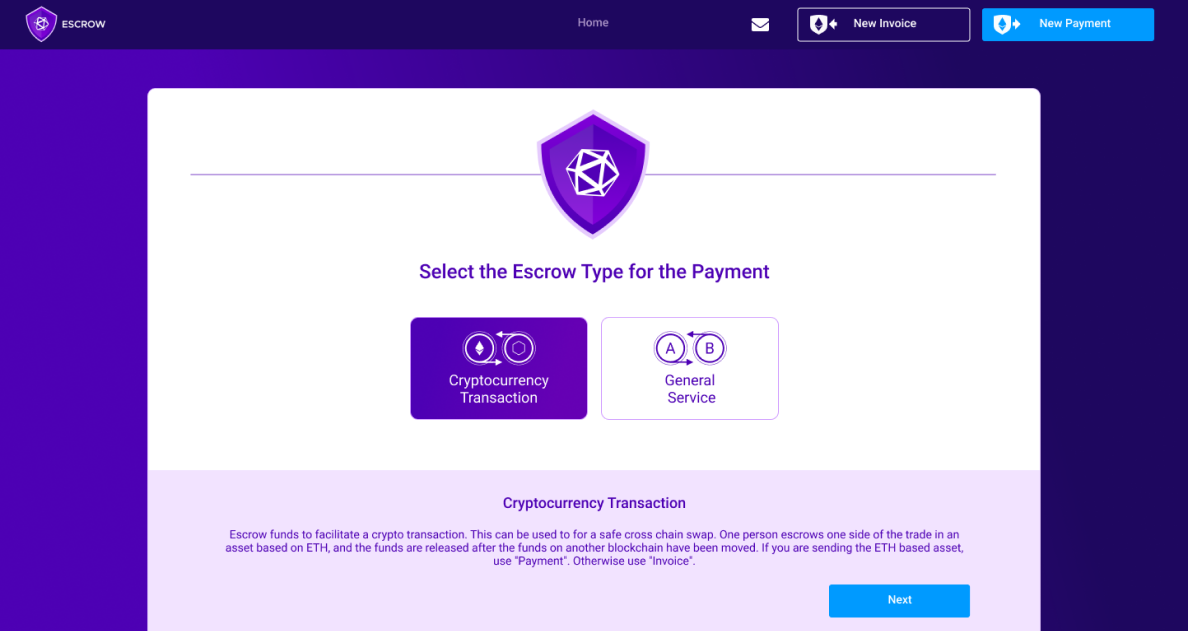 ESCROW
Home
New Invoice
New Payment
Select the Escrow Type for the Payment
Cryptocurrency
Transaction
A B
General
Service
Cryptocurrency Transaction
Escrow funds to facilitate a crypto transaction. This can be used to for a safe cross chain swap. One person escrows one side of the trade in an
asset based on ETH, and the funds are released after the funds on another blockchain have been moved. If you are sending the ETH based asset,
use "Payment". Otherwise use "Invoice".
Next